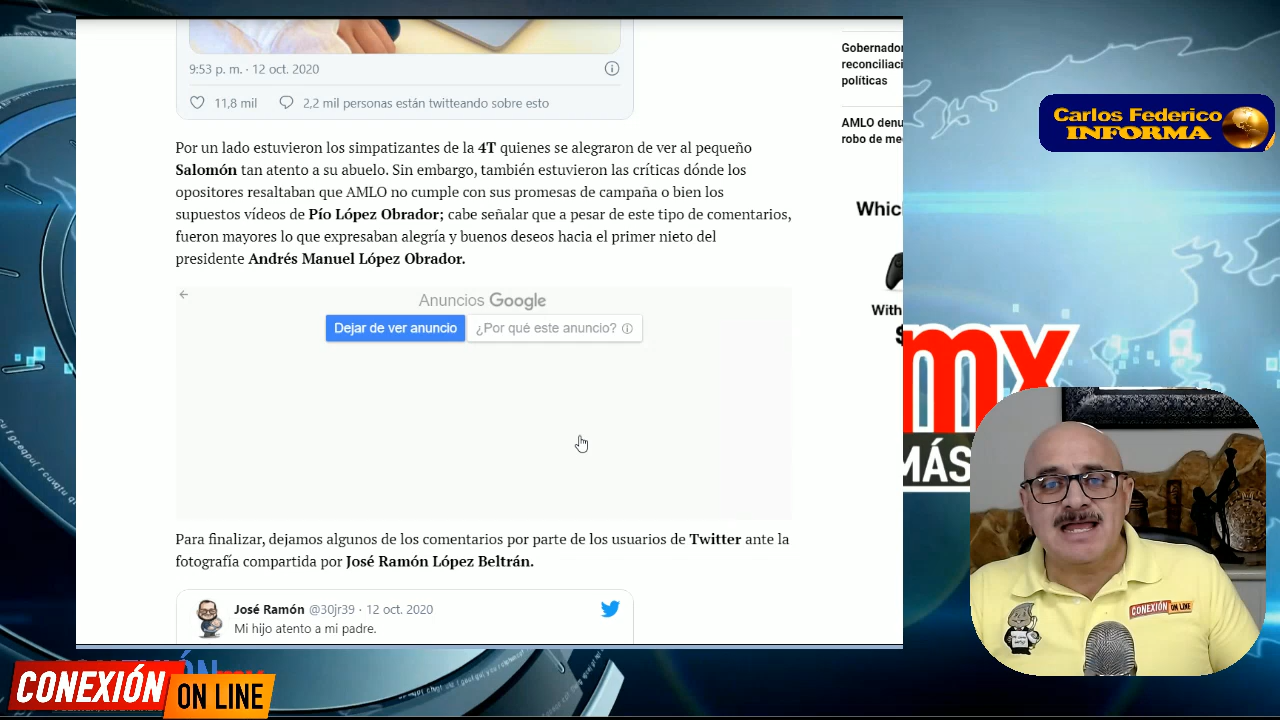 9:53 p. m. · 12 oct. 2020
11,8 mil
2,2 mil personas están twitteando sobre esto
Por un lado estuvieron los simpatizantes de la 4T quienes se alegraron de ver al pequeño
Salomón tan atento a su abuelo. Sin embargo, también estuvieron las críticas dónde los
opositores resaltaban que AMLO no cumple con sus promesas de campaña o bien los
supuestos vídeos de Pío López Obrador; cabe señalar que a pesar de este tipo de comentarios,
fueron mayores lo que expresaban alegría y buenos deseos hacia el primer nieto del
presidente Andrés Manuel López Obrador.
Anuncios Google
Dejar de ver anuncio
¿Por qué este anuncio?
Para finalizar, dejamos algunos de los comentarios por parte de los usuarios de Twitter ante la
fotografía compartida por José Ramón López Beltrán.
José Ramón @30jr39 · 12 oct. 2020
Mi hijo atento a mi padre.
Gobernador
reconciliaci
políticas
AMLO denu
robo de me
Whic
With
$
Carlos Federico
INFORMA
mx
MÁS
CONEXIÓN
ON LINE
CONEXIÓN ON LINE